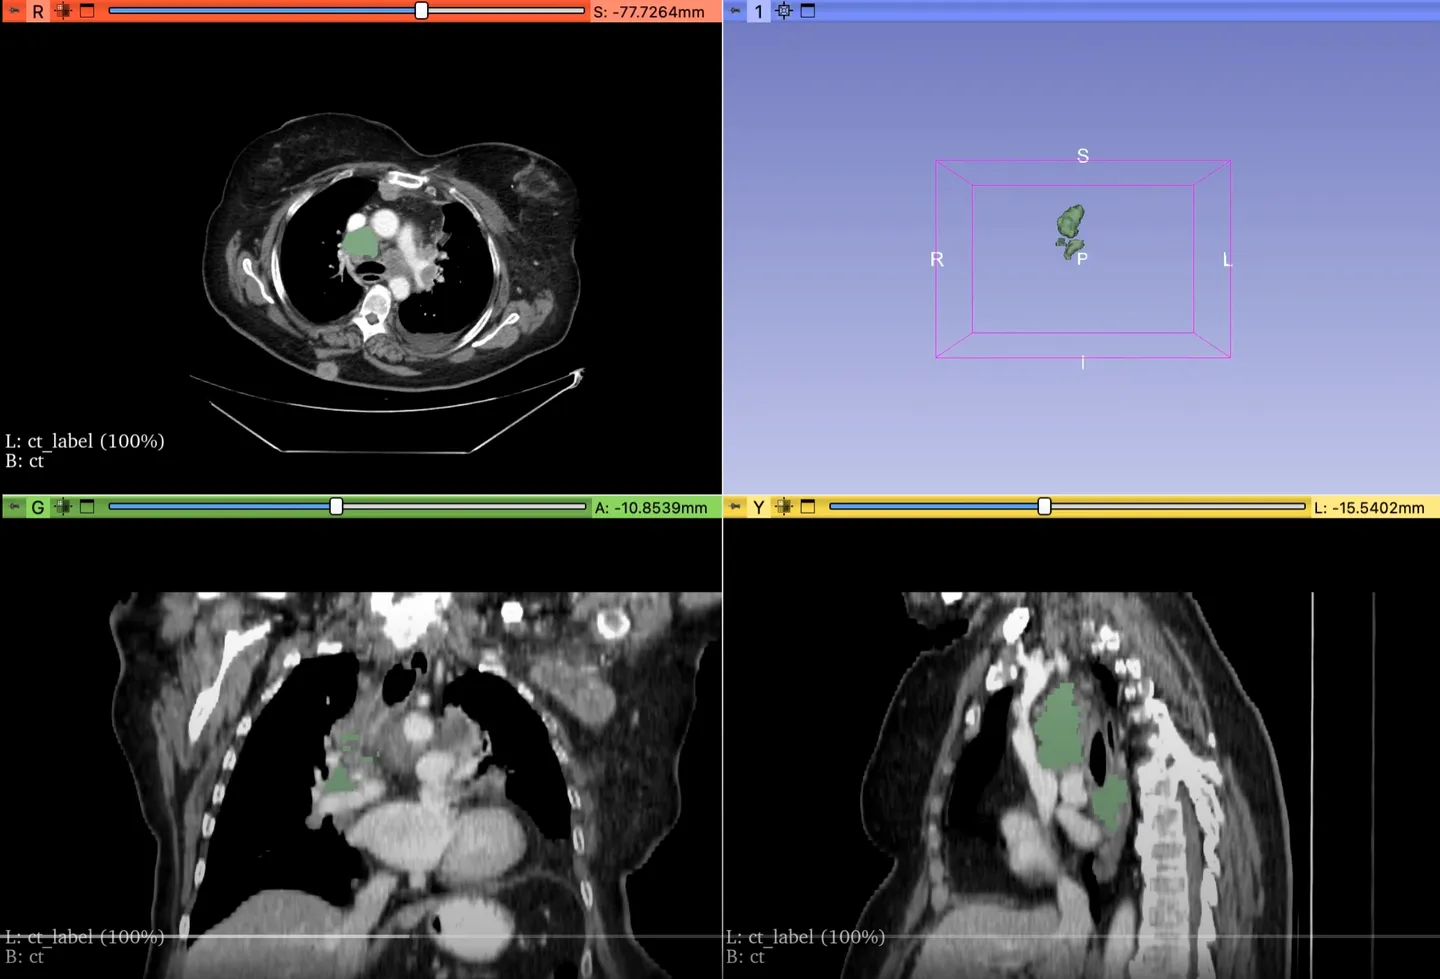 R S: -77.7264mm
L: ct_label (100%)
B: ct
1
S
R L
P
I
G A: -10.8539mm
L: ct_label (100%)
B: ct
Y L: -15.5402mm
L: ct_label (100%)
B: ct